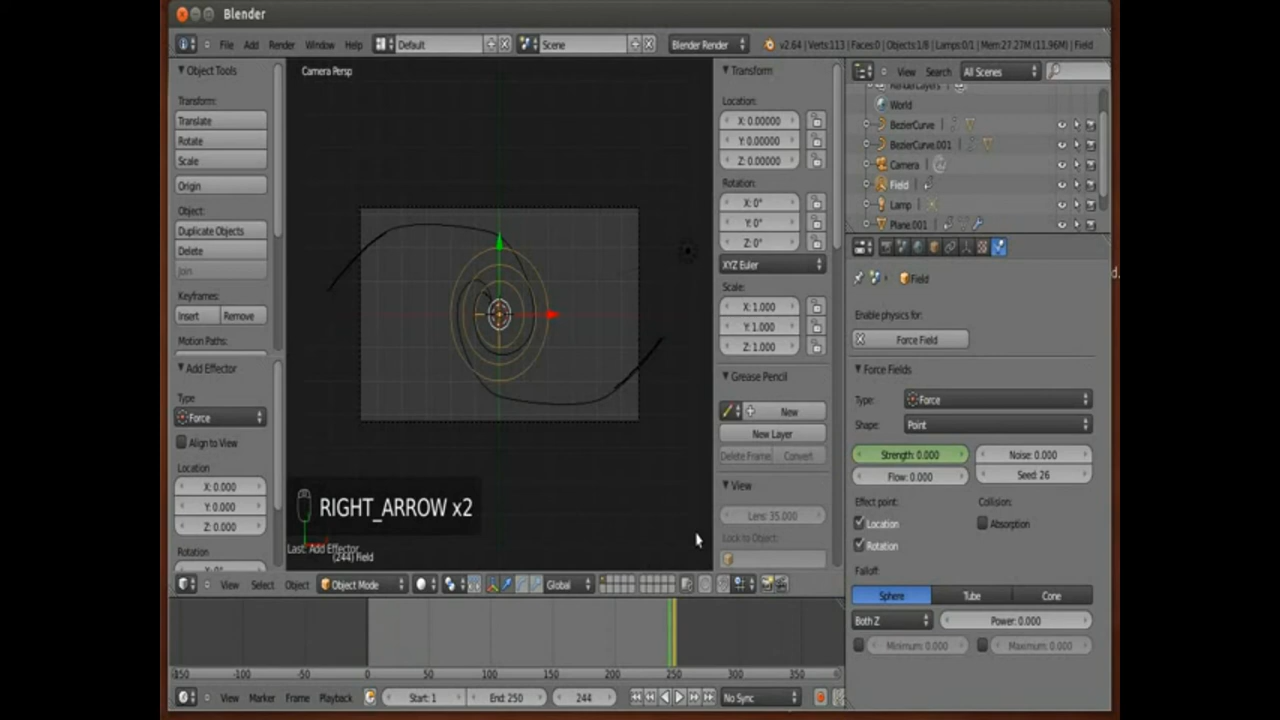 Blender
File Add Render Window Help Default Scene Blender Render v2.64 | Verts:113 | Faces:0 | Objects:1/8 | Lamps:0/1 | Mem:27.27M (11.96M) | Field
Object Tools
Transform:
Translate
Rotate
Scale
Origin
Object:
Duplicate Objects
Delete
Join
Keyframes:
Insert Remove
Motion Paths:
Add Effector
Type
Force
Align to View
Location
X: 0.000
Y: 0.000
Z: 0.000
Rotation
Camera Persp
RIGHT_ARROW x2
Last: Add Effector
(244) Field
Transform
Location:
X: 0.00000
Y: 0.00000
Z: 0.00000
Rotation:
X: 0°
Y: 0°
Z: 0°
XYZ Euler
Scale:
X: 1.000
Y: 1.000
Z: 1.000
Grease Pencil
New
New Layer
Delete Frame Convert
View
Lens: 35.000
Lock to Object:
View Search All Scenes
RenderLayers
World
BezierCurve
BezierCurve.001
Camera
Field
Lamp
Plane.001
Field
Enable physics for:
Force Field
Force Fields
Type: Force
Shape: Point
Strength: 0.000 Noise: 0.000
Flow: 0.000 Seed: 26
Effect point: Collision:
Location Absorption
Rotation
Falloff:
Sphere Tube Cone
Both Z Power: 0.000
Minimum: 0.000 Maximum: 0.000
View Select Object Object Mode Global
-150 -100 -50 0 50 100 150 200 250 300 350
View Marker Frame Playback Start: 1 End: 250 244 No Sync
d.